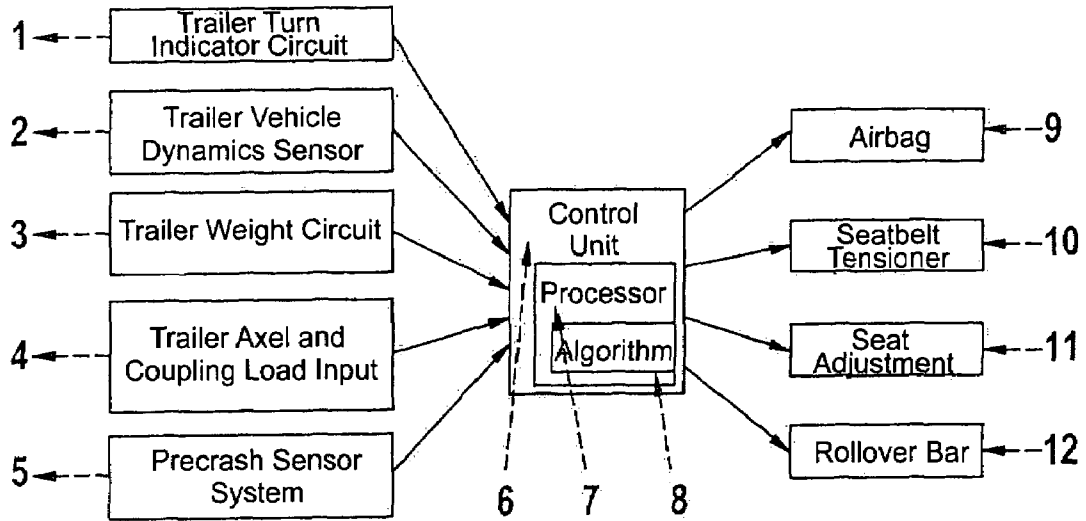 1
Trailer Turn
Indicator Circuit
2
Trailer Vehicle
Dynamics Sensor
3
Trailer Weight Circuit
4
Trailer Axel and
Coupling Load Input
5
Precrash Sensor
System
Control
Unit
Processor
Algorithm
6
7
8
Airbag
9
Seatbelt
Tensioner
10
Seat
Adjustment
11
Rollover Bar
12